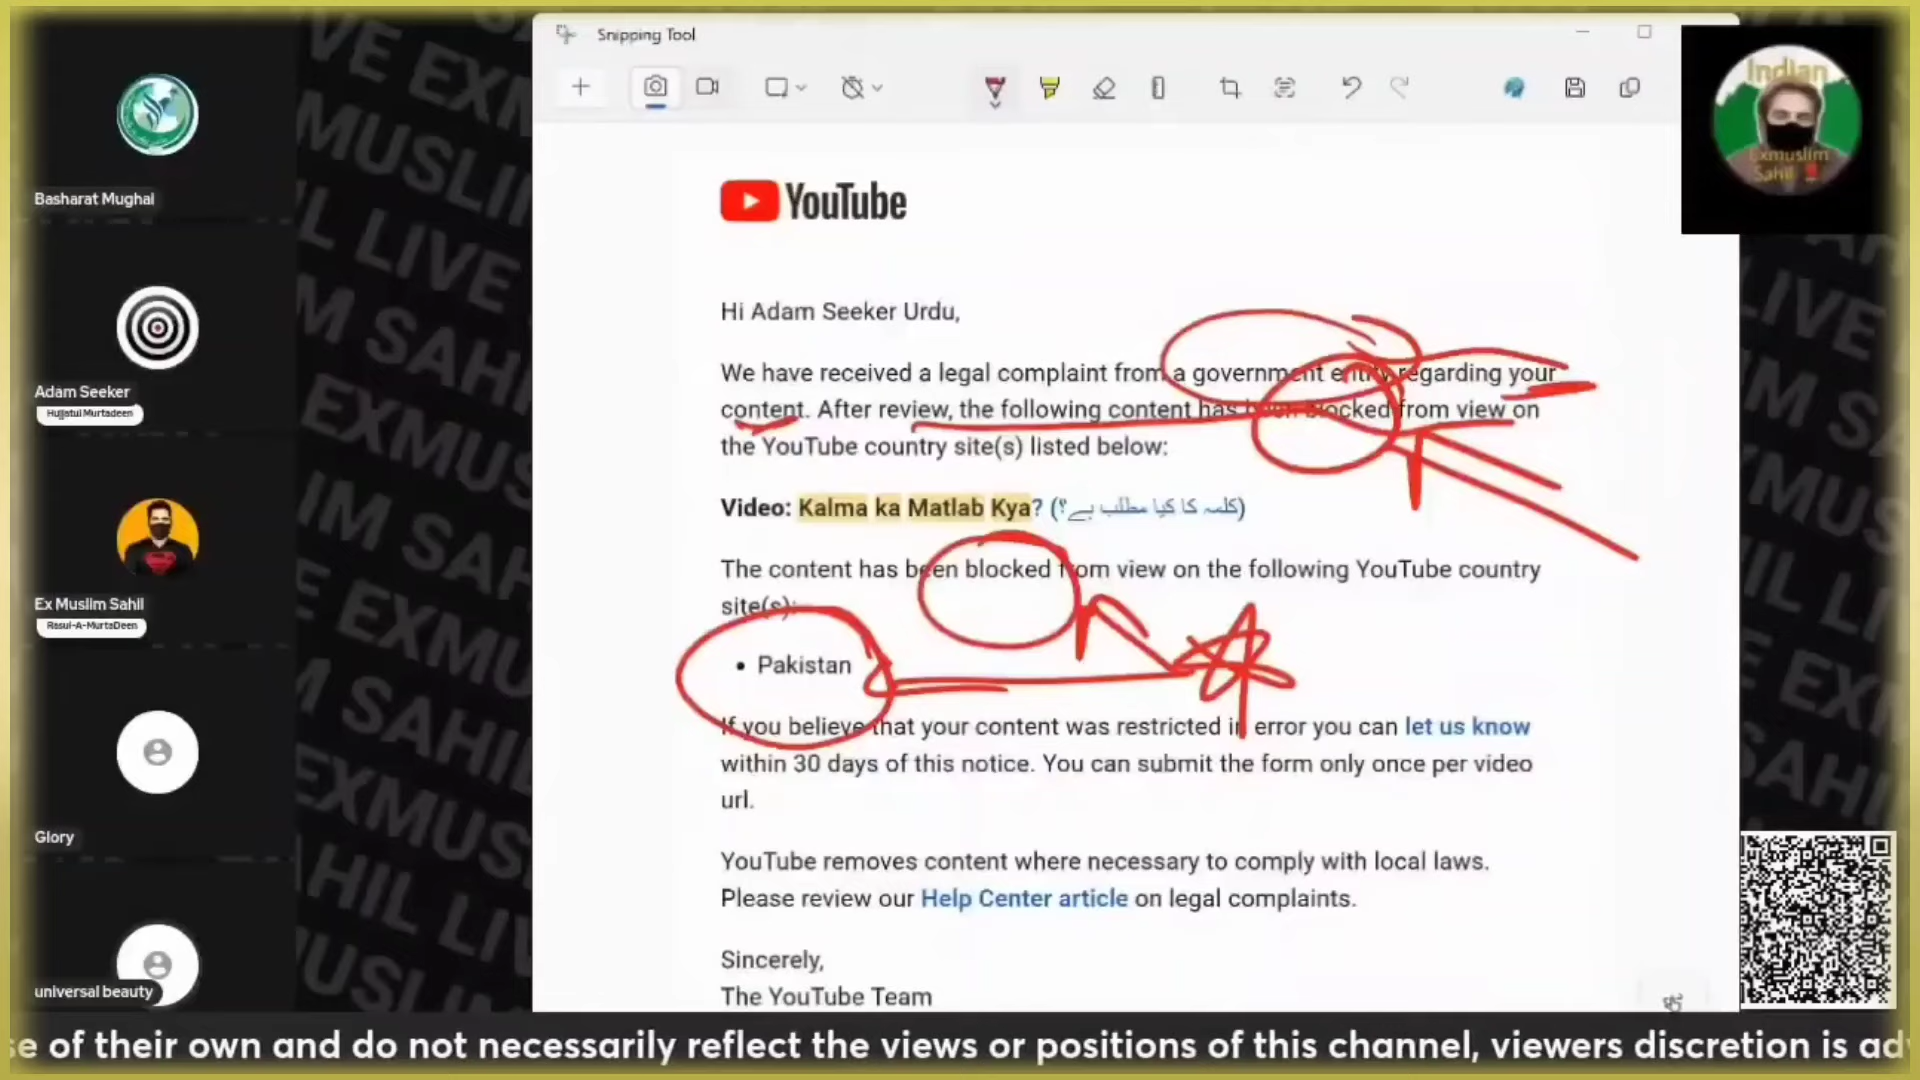 Snipping Tool
Indian
Exmuslim
Sahil
Basharat Mughal
Adam Seeker
Hujjatul Murtadeen
Ex Muslim Sahil
Rasul-A-MurtaDeen
Glory
universal beauty
YouTube
Hi Adam Seeker Urdu,
We have received a legal complaint from a government entity regarding your
content. After review, the following content has been blocked from view on
the YouTube country site(s) listed below:
Video: Kalma ka Matlab Kya? (کلمہ کا کیا مطلب ہے؟)
The content has been blocked from view on the following YouTube country
site(s):
• Pakistan
If you believe that your content was restricted in error you can let us know
within 30 days of this notice. You can submit the form only once per video
url.
YouTube removes content where necessary to comply with local laws.
Please review our Help Center article on legal complaints.
Sincerely,
The YouTube Team
se of their own and do not necessarily reflect the views or positions of this channel, viewers discretion is adv